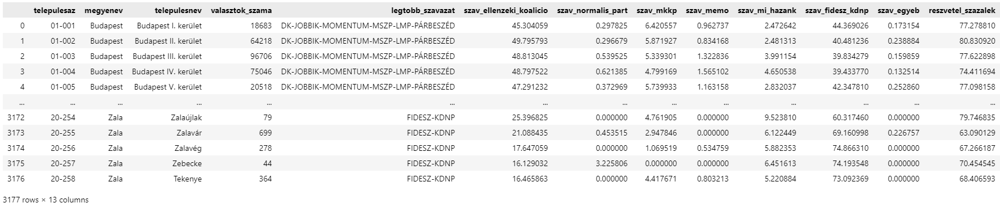 telepulesaz megyenev telepulesnev valasztok_szama legtobb_szavazat szav_ellenzeki_koalicio szav_normalis_part szav_mkkp szav_memo szav_mi_hazank szav_fidesz_kdnp szav_egyeb reszvetel_szazalek
0 01-001 Budapest Budapest I. kerület 18683 DK-JOBBIK-MOMENTUM-MSZP-LMP-PÁRBESZÉD 45.304059 0.297825 6.420557 0.962737 2.472642 44.369026 0.173154 77.278810
1 01-002 Budapest Budapest II. kerület 64218 DK-JOBBIK-MOMENTUM-MSZP-LMP-PÁRBESZÉD 49.795793 0.296679 5.871927 0.834168 2.481313 40.481236 0.238884 80.830920
2 01-003 Budapest Budapest III. kerület 96706 DK-JOBBIK-MOMENTUM-MSZP-LMP-PÁRBESZÉD 48.813045 0.539525 5.339301 1.322836 3.991154 39.834279 0.159859 77.622898
3 01-004 Budapest Budapest IV. kerület 75046 DK-JOBBIK-MOMENTUM-MSZP-LMP-PÁRBESZÉD 48.797522 0.621385 4.799169 1.565102 4.650538 39.433770 0.132514 74.411694
4 01-005 Budapest Budapest V. kerület 20518 DK-JOBBIK-MOMENTUM-MSZP-LMP-PÁRBESZÉD 47.291232 0.372969 5.739933 1.163158 2.832037 42.347810 0.252860 77.098158
... ... ... ... ... ... ... ... ... ... ... ... ... ...
3172 20-254 Zala Zalaújlak 79 FIDESZ-KDNP 25.396825 0.000000 4.761905 0.000000 9.523810 60.317460 0.000000 79.746835
3173 20-255 Zala Zalavár 699 FIDESZ-KDNP 21.088435 0.453515 2.947846 0.000000 6.122449 69.160998 0.226757 63.090129
3174 20-256 Zala Zalavég 278 FIDESZ-KDNP 17.647059 0.000000 1.069519 0.534759 5.882353 74.866310 0.000000 67.266187
3175 20-257 Zala Zebecke 44 FIDESZ-KDNP 16.129032 3.225806 0.000000 0.000000 6.451613 74.193548 0.000000 70.454545
3176 20-258 Zala Tekenye 364 FIDESZ-KDNP 16.465863 0.000000 4.417671 0.803213 5.220884 73.092369 0.000000 68.406593
3177 rows × 13 columns